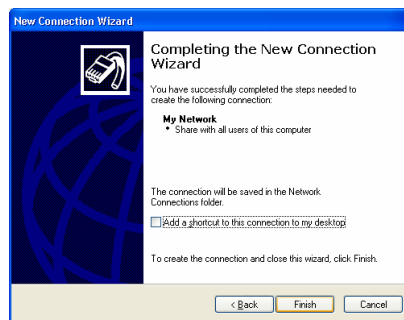 New Connection Wizard
Completing the New Connection
Wizard
You have successfully completed the steps needed to
create the following connection:
My Network
• Share with all users of this computer
The connection will be saved in the Network
Connections folder.
Add a shortcut to this connection to my desktop
To create the connection and close this wizard, click Finish.
< Back
Finish
Cancel